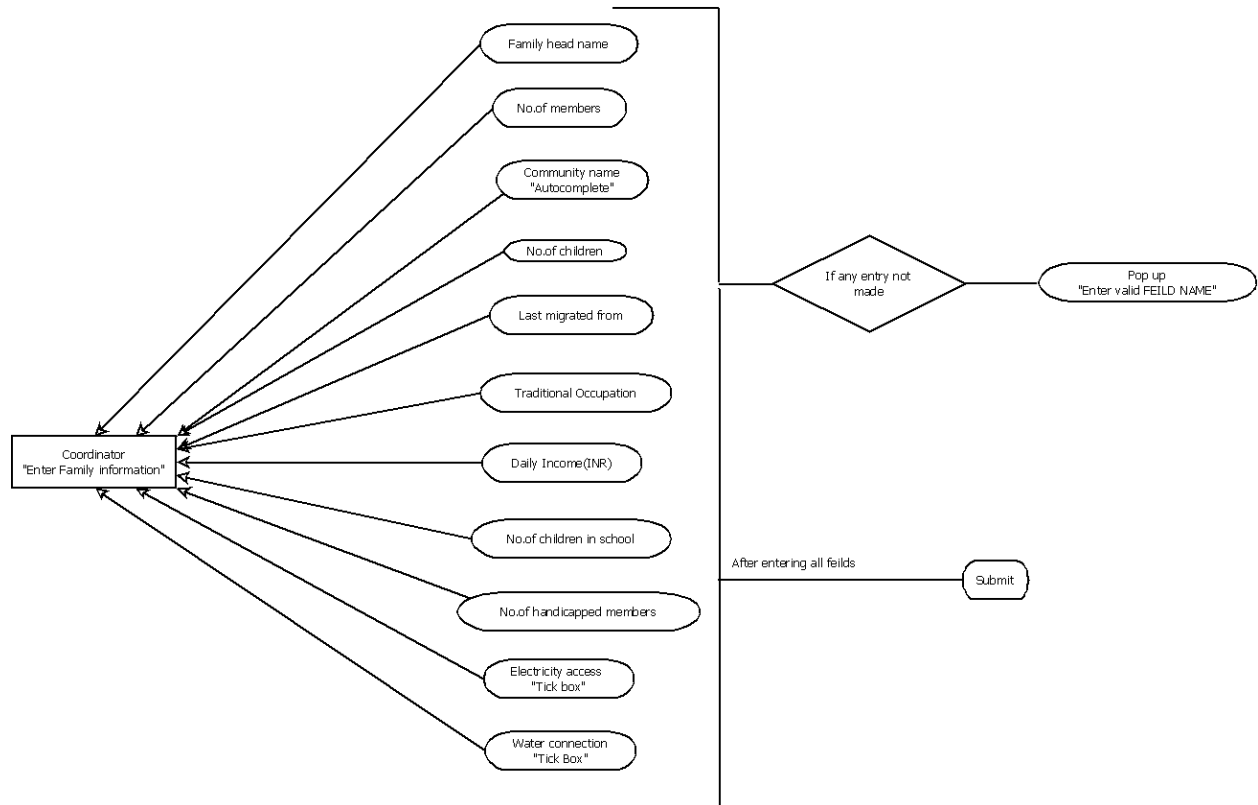 Family head name
No.of members
Community name
"Autocomplete"
No.of children
Last migrated from
Traditional Occupation
Coordinator
"Enter Family information"
Daily Income(INR)
No.of children in school
No.of handicapped members
Electricity access
"Tick box"
Water connection
"Tick Box"
If any entry not
made
Pop up
"Enter valid FEILD NAME"
After entering all feilds
Submit